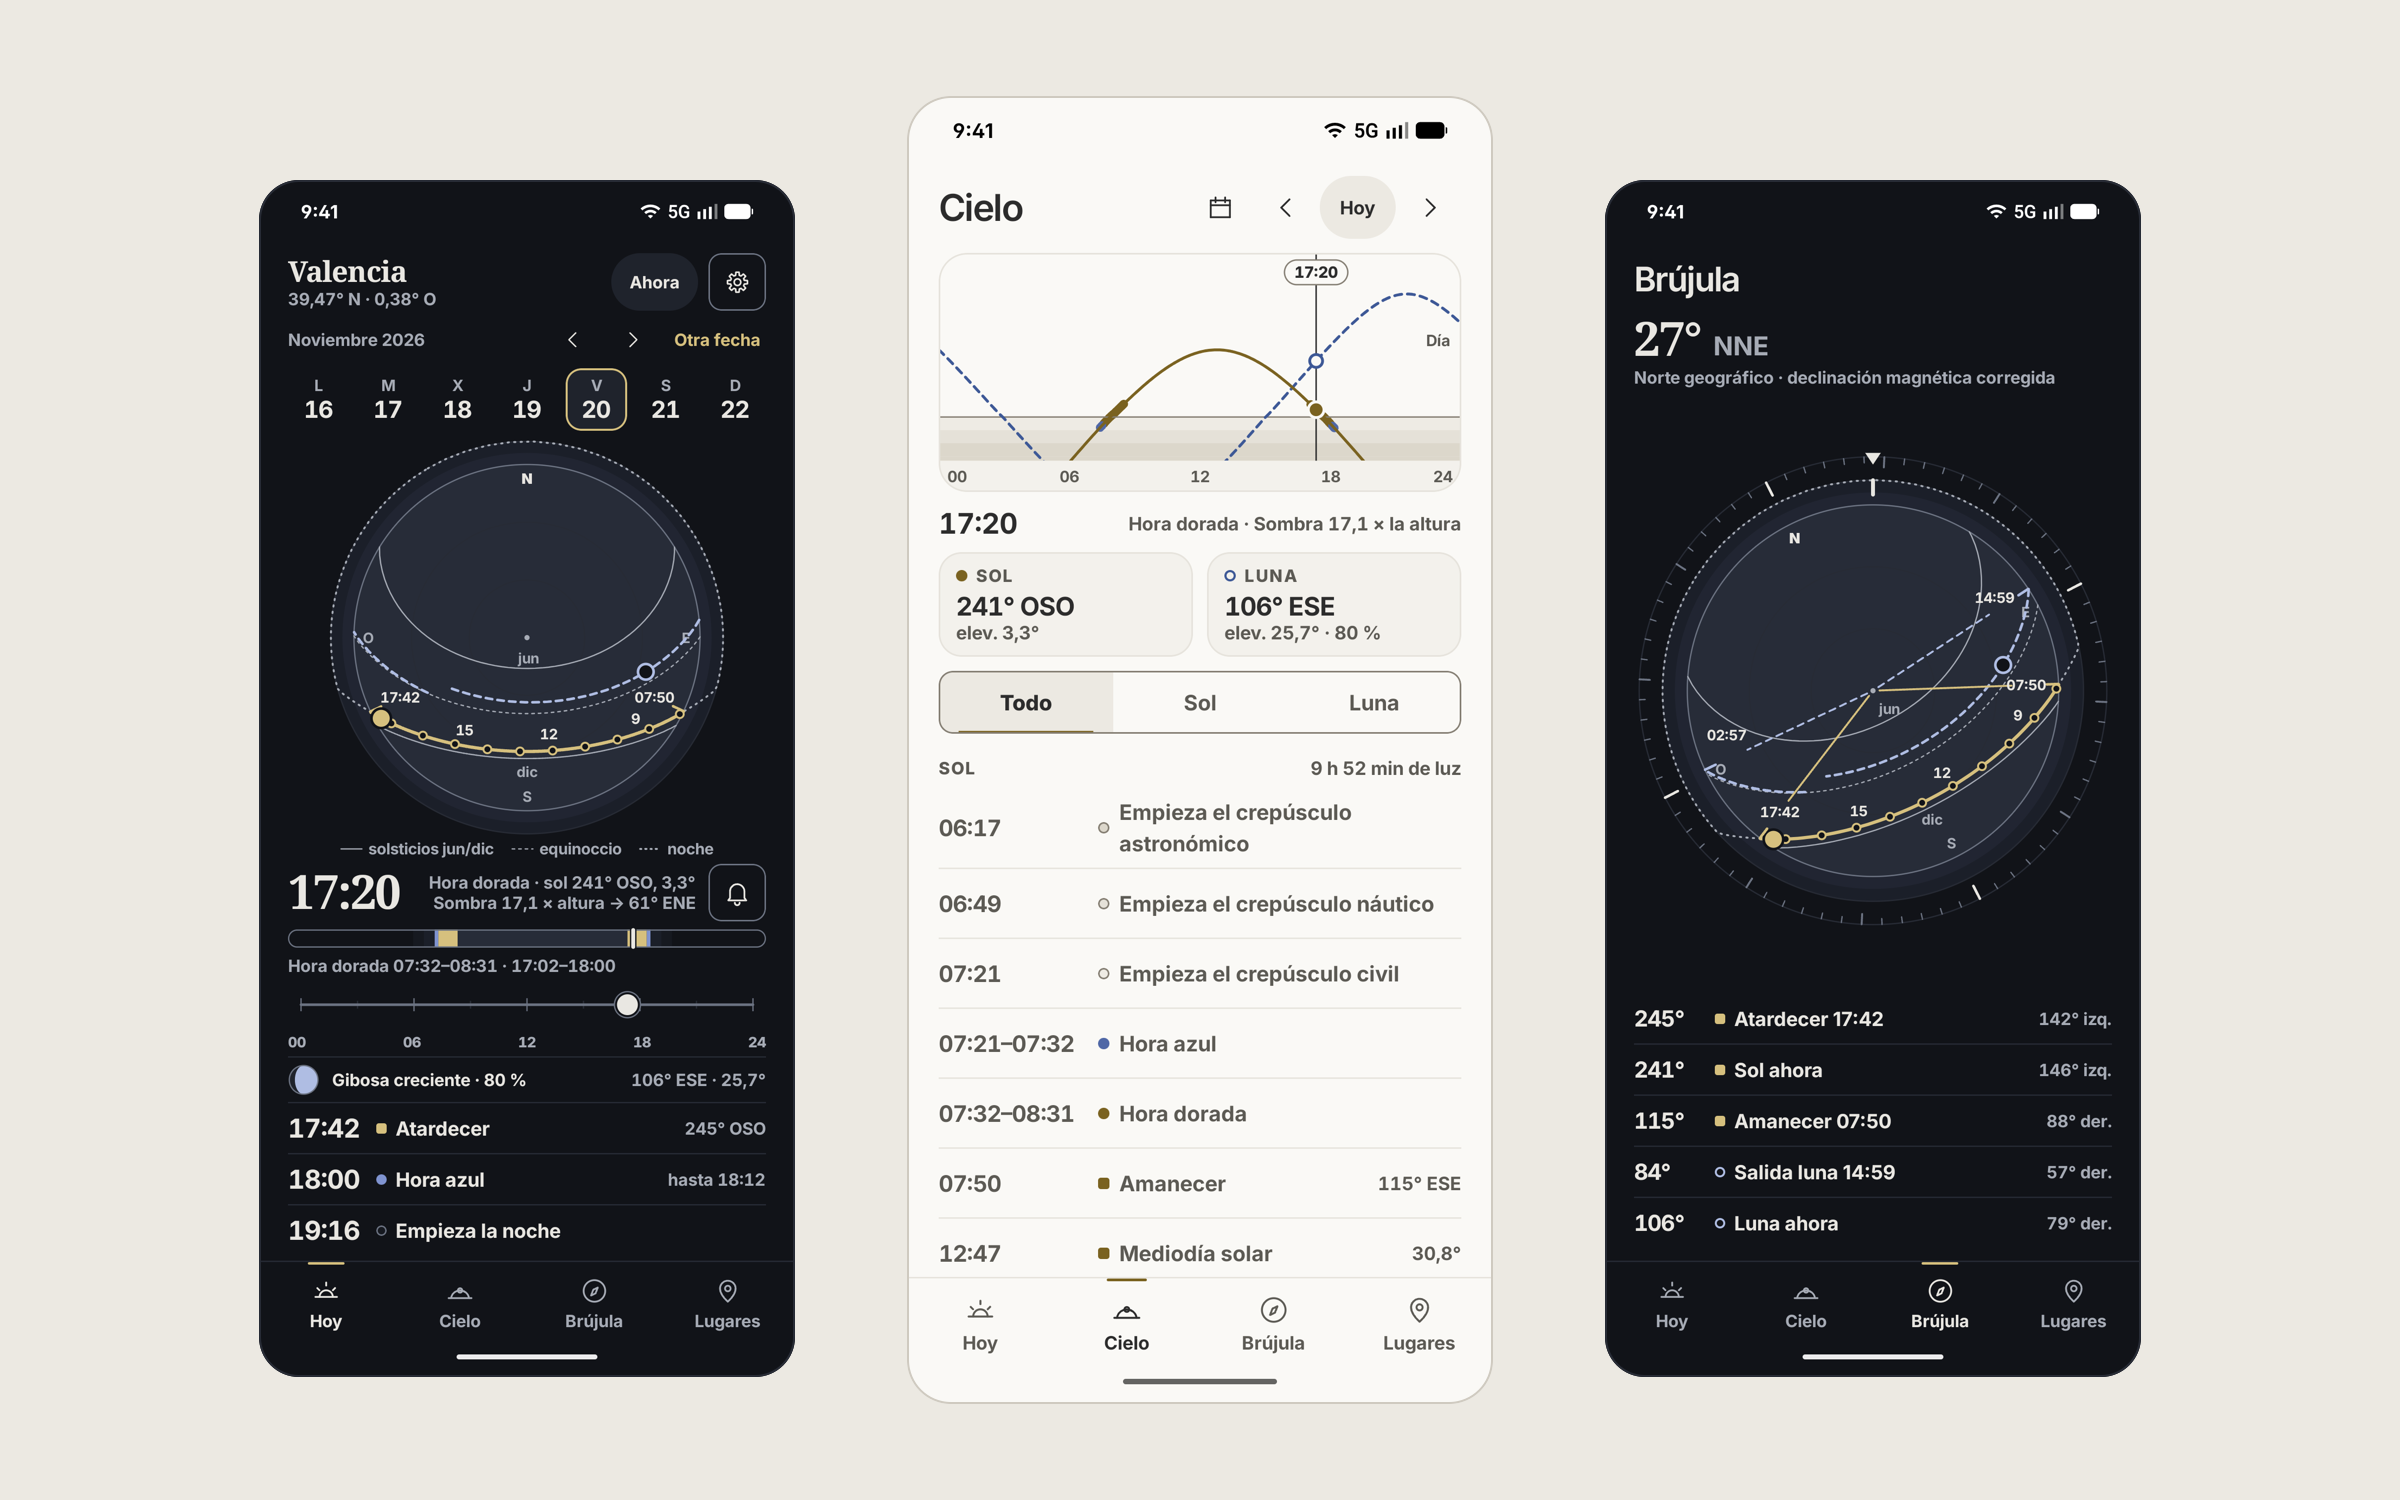 9:41
5G
Valencia
39,47° N · 0,38° O
Ahora
Noviembre 2026
Otra fecha
L M X J V S D
16 17 18 19 20 21 22
N
O
E
jun
17:42
07:50
15
12
9
dic
S
solsticios jun/dic equinoccio noche
17:20
Hora dorada · sol 241° OSO, 3,3°
Sombra 17,1 × altura → 61° ENE
Hora dorada 07:32–08:31 · 17:02–18:00
00 06 12 18 24
Gibosa creciente · 80 % 106° ESE · 25,7°
17:42 Atardecer 245° OSO
18:00 Hora azul hasta 18:12
19:16 Empieza la noche
Hoy Cielo Brújula Lugares
9:41
5G
Cielo
Hoy
17:20
Día
00 06 12 18 24
17:20 Hora dorada · Sombra 17,1 × la altura
SOL
241° OSO
elev. 3,3°
LUNA
106° ESE
elev. 25,7° · 80 %
Todo Sol Luna
SOL 9 h 52 min de luz
06:17 Empieza el crepúsculo
astronómico
06:49 Empieza el crepúsculo náutico
07:21 Empieza el crepúsculo civil
07:21–07:32 Hora azul
07:32–08:31 Hora dorada
07:50 Amanecer 115° ESE
12:47 Mediodía solar 30,8°
Hoy Cielo Brújula Lugares
9:41
5G
Brújula
27° NNE
Norte geográfico · declinación magnética corregida
N
14:59
E
07:50
jun
9
02:57
O
12
17:42
15
dic
S
245° Atardecer 17:42 142° izq.
241° Sol ahora 146° izq.
115° Amanecer 07:50 88° der.
84° Salida luna 14:59 57° der.
106° Luna ahora 79° der.
Hoy Cielo Brújula Lugares